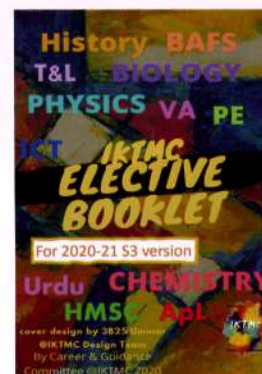 History BAFS
T&L BIOLOGY
PHYSICS VA PE
ICT
IKTMC
ELECTIVE
BOOKLET
For 2020-21 S3 version
Urdu CHEMISTRY
HMSC ApL
IKTMC
cover design by 3B25
@IKTMC Design Team
By Career & Guidance
Committee @IKTMC 2020